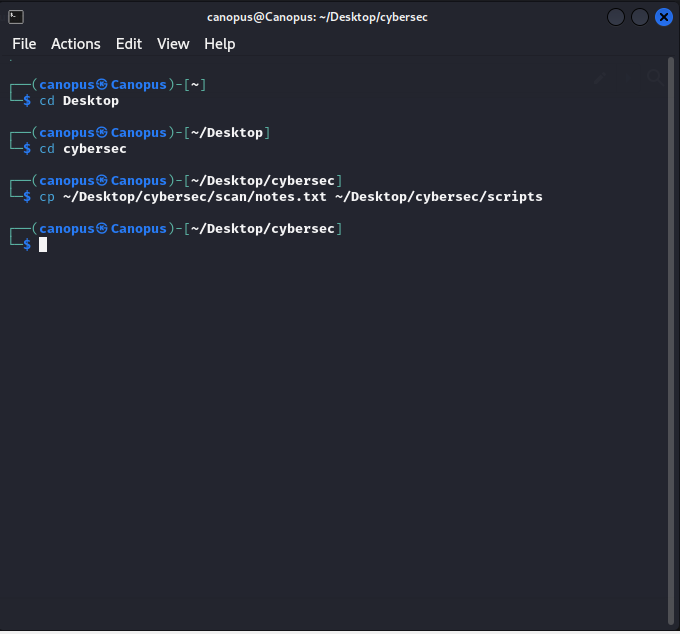 canopus@Canopus: ~/Desktop/cybersec
File Actions Edit View Help
┌──(canopus㉿Canopus)-[~]
└─$ cd Desktop
┌──(canopus㉿Canopus)-[~/Desktop]
└─$ cd cybersec
┌──(canopus㉿Canopus)-[~/Desktop/cybersec]
└─$ cp ~/Desktop/cybersec/scan/notes.txt ~/Desktop/cybersec/scripts
┌──(canopus㉿Canopus)-[~/Desktop/cybersec]
└─$